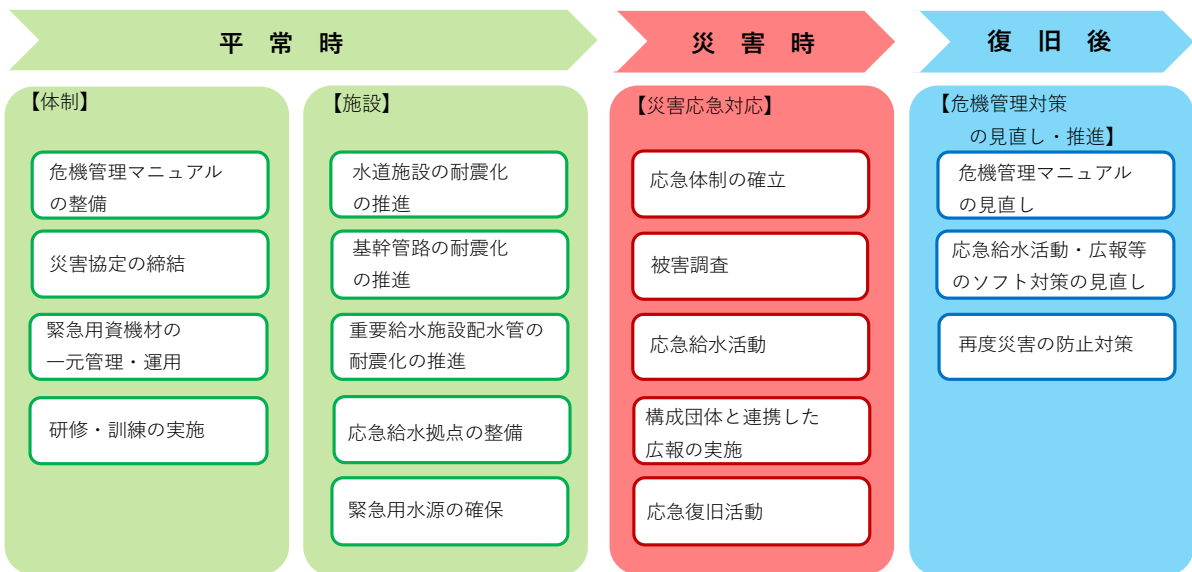 平 常 時
災 害 時
復 旧 後
【体制】
危機管理マニュアル
の整備
災害協定の締結
緊急用資機材の
一元管理・運用
研修・訓練の実施
【施設】
水道施設の耐震化
の推進
基幹管路の耐震化
の推進
重要給水施設配水管の
耐震化の推進
応急給水拠点の整備
緊急用水源の確保
【災害応急対応】
応急体制の確立
被害調査
応急給水活動
構成団体と連携した
広報の実施
応急復旧活動
【危機管理対策
の見直し・推進】
危機管理マニュアル
の見直し
応急給水活動・広報等
のソフト対策の見直し
再度災害の防止対策